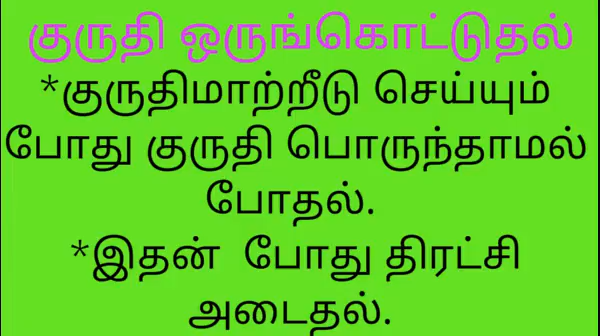 குருதி ஒருங்கொட்டுதல்
*குருதிமாற்றீடு செய்யும்
போது குருதி பொருந்தாமல்
போதல்.
*இதன் போது திரட்சி
அடைதல்.